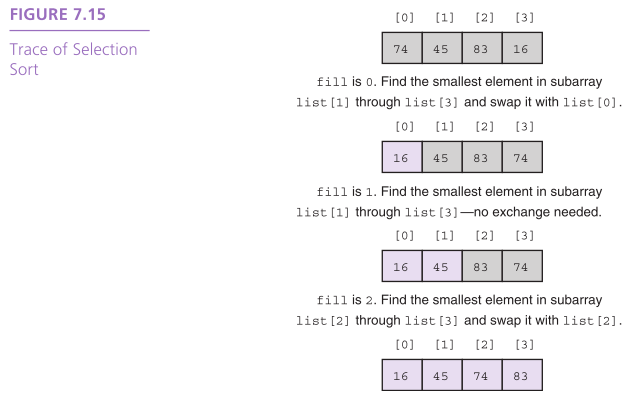 FIGURE 7.15
Trace of Selection
Sort
[0] [1] [2] [3]
74 45 83 16
fill is 0. Find the smallest element in subarray
list[1] through list[3] and swap it with list[0].
[0] [1] [2] [3]
16 45 83 74
fill is 1. Find the smallest element in subarray
list[1] through list[3]—no exchange needed.
[0] [1] [2] [3]
16 45 83 74
fill is 2. Find the smallest element in subarray
list[2] through list[3] and swap it with list[2].
[0] [1] [2] [3]
16 45 74 83